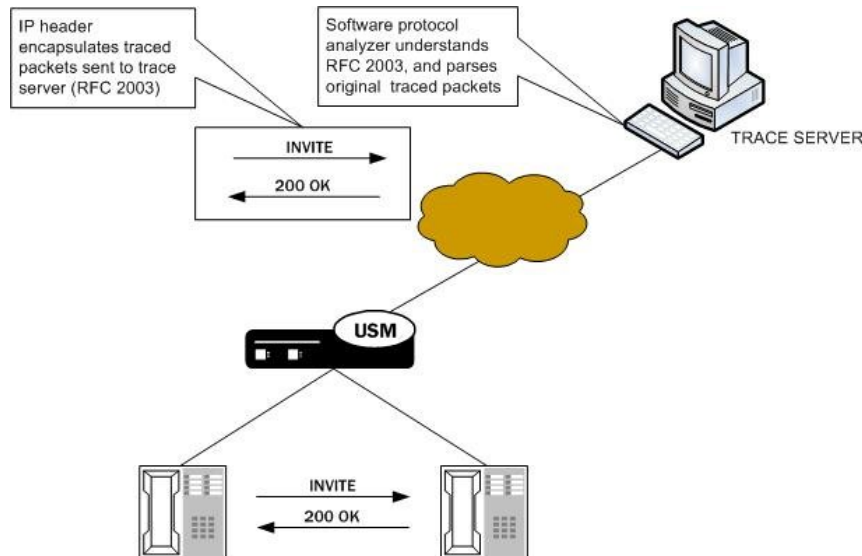 IP header
encapsulates traced
packets sent to trace
server (RFC 2003)
Software protocol
analyzer understands
RFC 2003, and parses
original traced packets
TRACE SERVER
INVITE
200 OK
USM
INVITE
200 OK